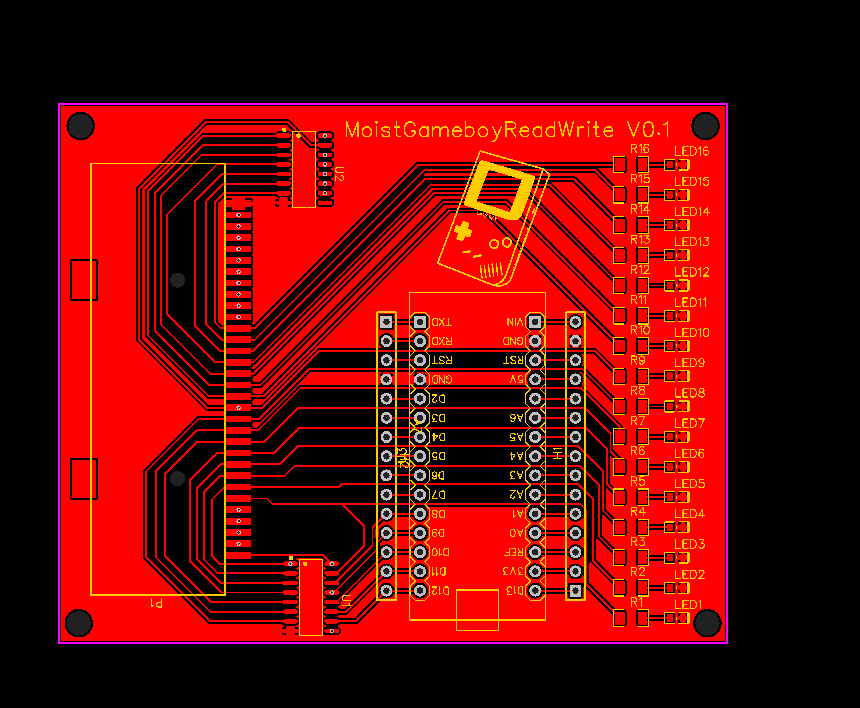 MoistGameboyReadWrite V0.1
R16 LED16
R15 LED15
R14 LED14
R13 LED13
R12 LED12
R11 LED11
R10 LED10
R9 LED9
R8 LED8
R7 LED7
R6 LED6
R5 LED5
R4 LED4
R3 LED3
R2 LED2
R1 LED1
U2
TXD VIN
RXD GND
RST RST
GND 5V
D2
D3 A6
D4 A5
D5 A4
D6 A3
D7 A2
D8 A1
D9 A0
D10 REF
D11 3V3
D12 D13
H1
U1
P1